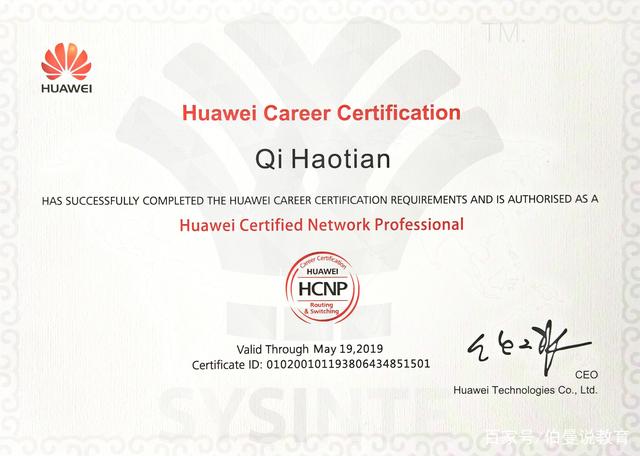 TM.
HUAWEI
Huawei Career Certification
Qi Haotian
HAS SUCCESSFULLY COMPLETED THE HUAWEI CAREER CERTIFICATION REQUIREMENTS AND IS AUTHORISED AS A
Huawei Certified Network Professional
Career Certification
HUAWEI
HCNP
Routing
& Switching
Valid Through May 19,2019
Certificate ID: 010200101193806434851501
CEO
Huawei Technologies Co., Ltd.
SYSINTE
百家号/伯曼说教育